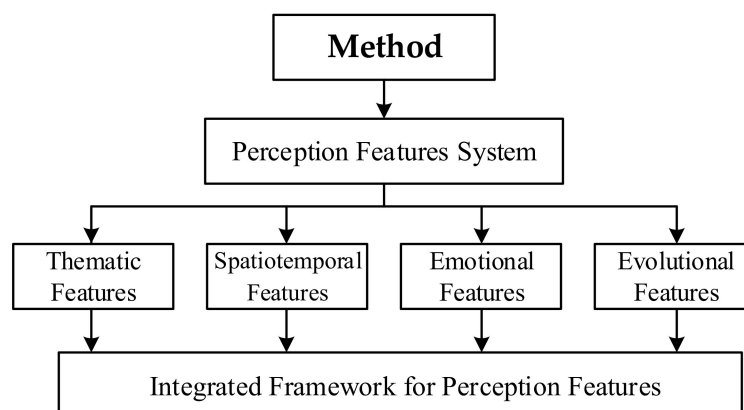 Method
Perception Features System
Thematic
Features
Spatiotemporal
Features
Emotional
Features
Evolutional
Features
Integrated Framework for Perception Features